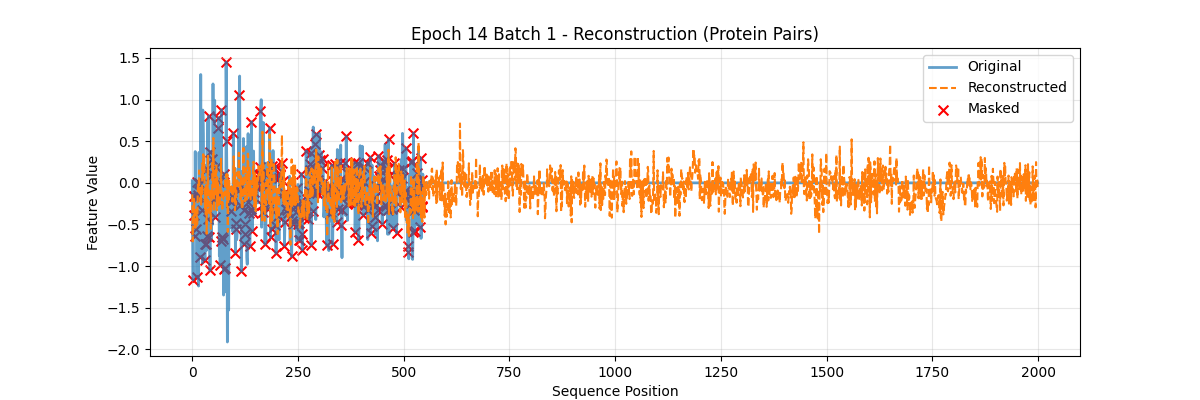 Epoch 14 Batch 1 - Reconstruction (Protein Pairs)
Original
Reconstructed
Masked
Feature Value
1.5
1.0
0.5
0.0
−0.5
−1.0
−1.5
−2.0
0 250 500 750 1000 1250 1500 1750 2000
Sequence Position